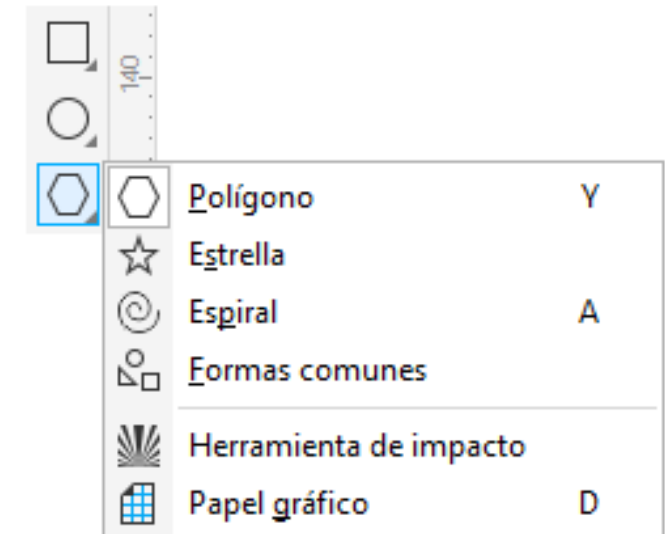 140
Polígono Y
Estrella
Espiral A
Formas comunes
Herramienta de impacto
Papel gráfico D